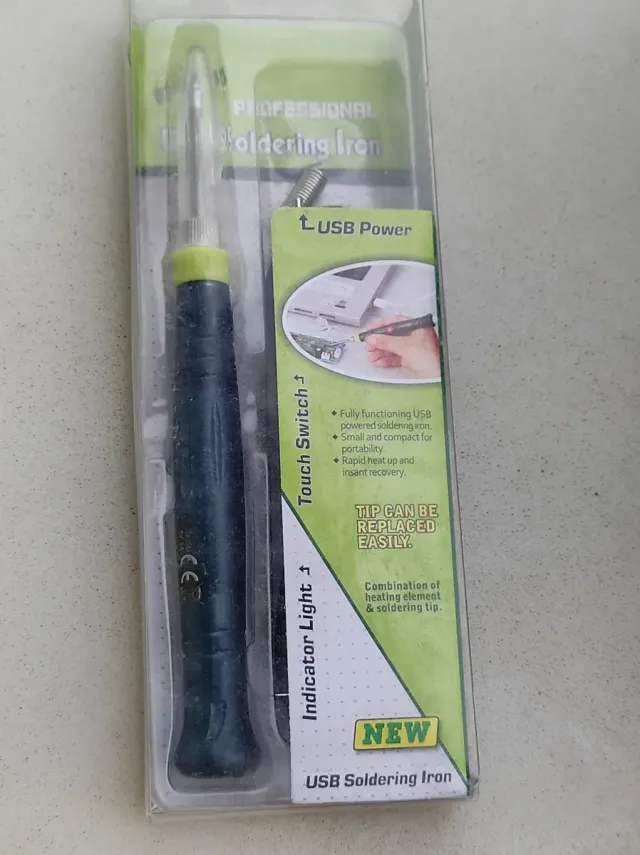 PROFESSIONAL
Soldering Iron
USB Power
Touch Switch
Fully functioning USB
powered soldering iron.
Small and compact for
portability.
Rapid heat up and
insant recovery.
TIP CAN BE
REPLACED
EASILY.
Combination of
heating element
& soldering tip.
Indicator Light
NEW
USB Soldering Iron
CE